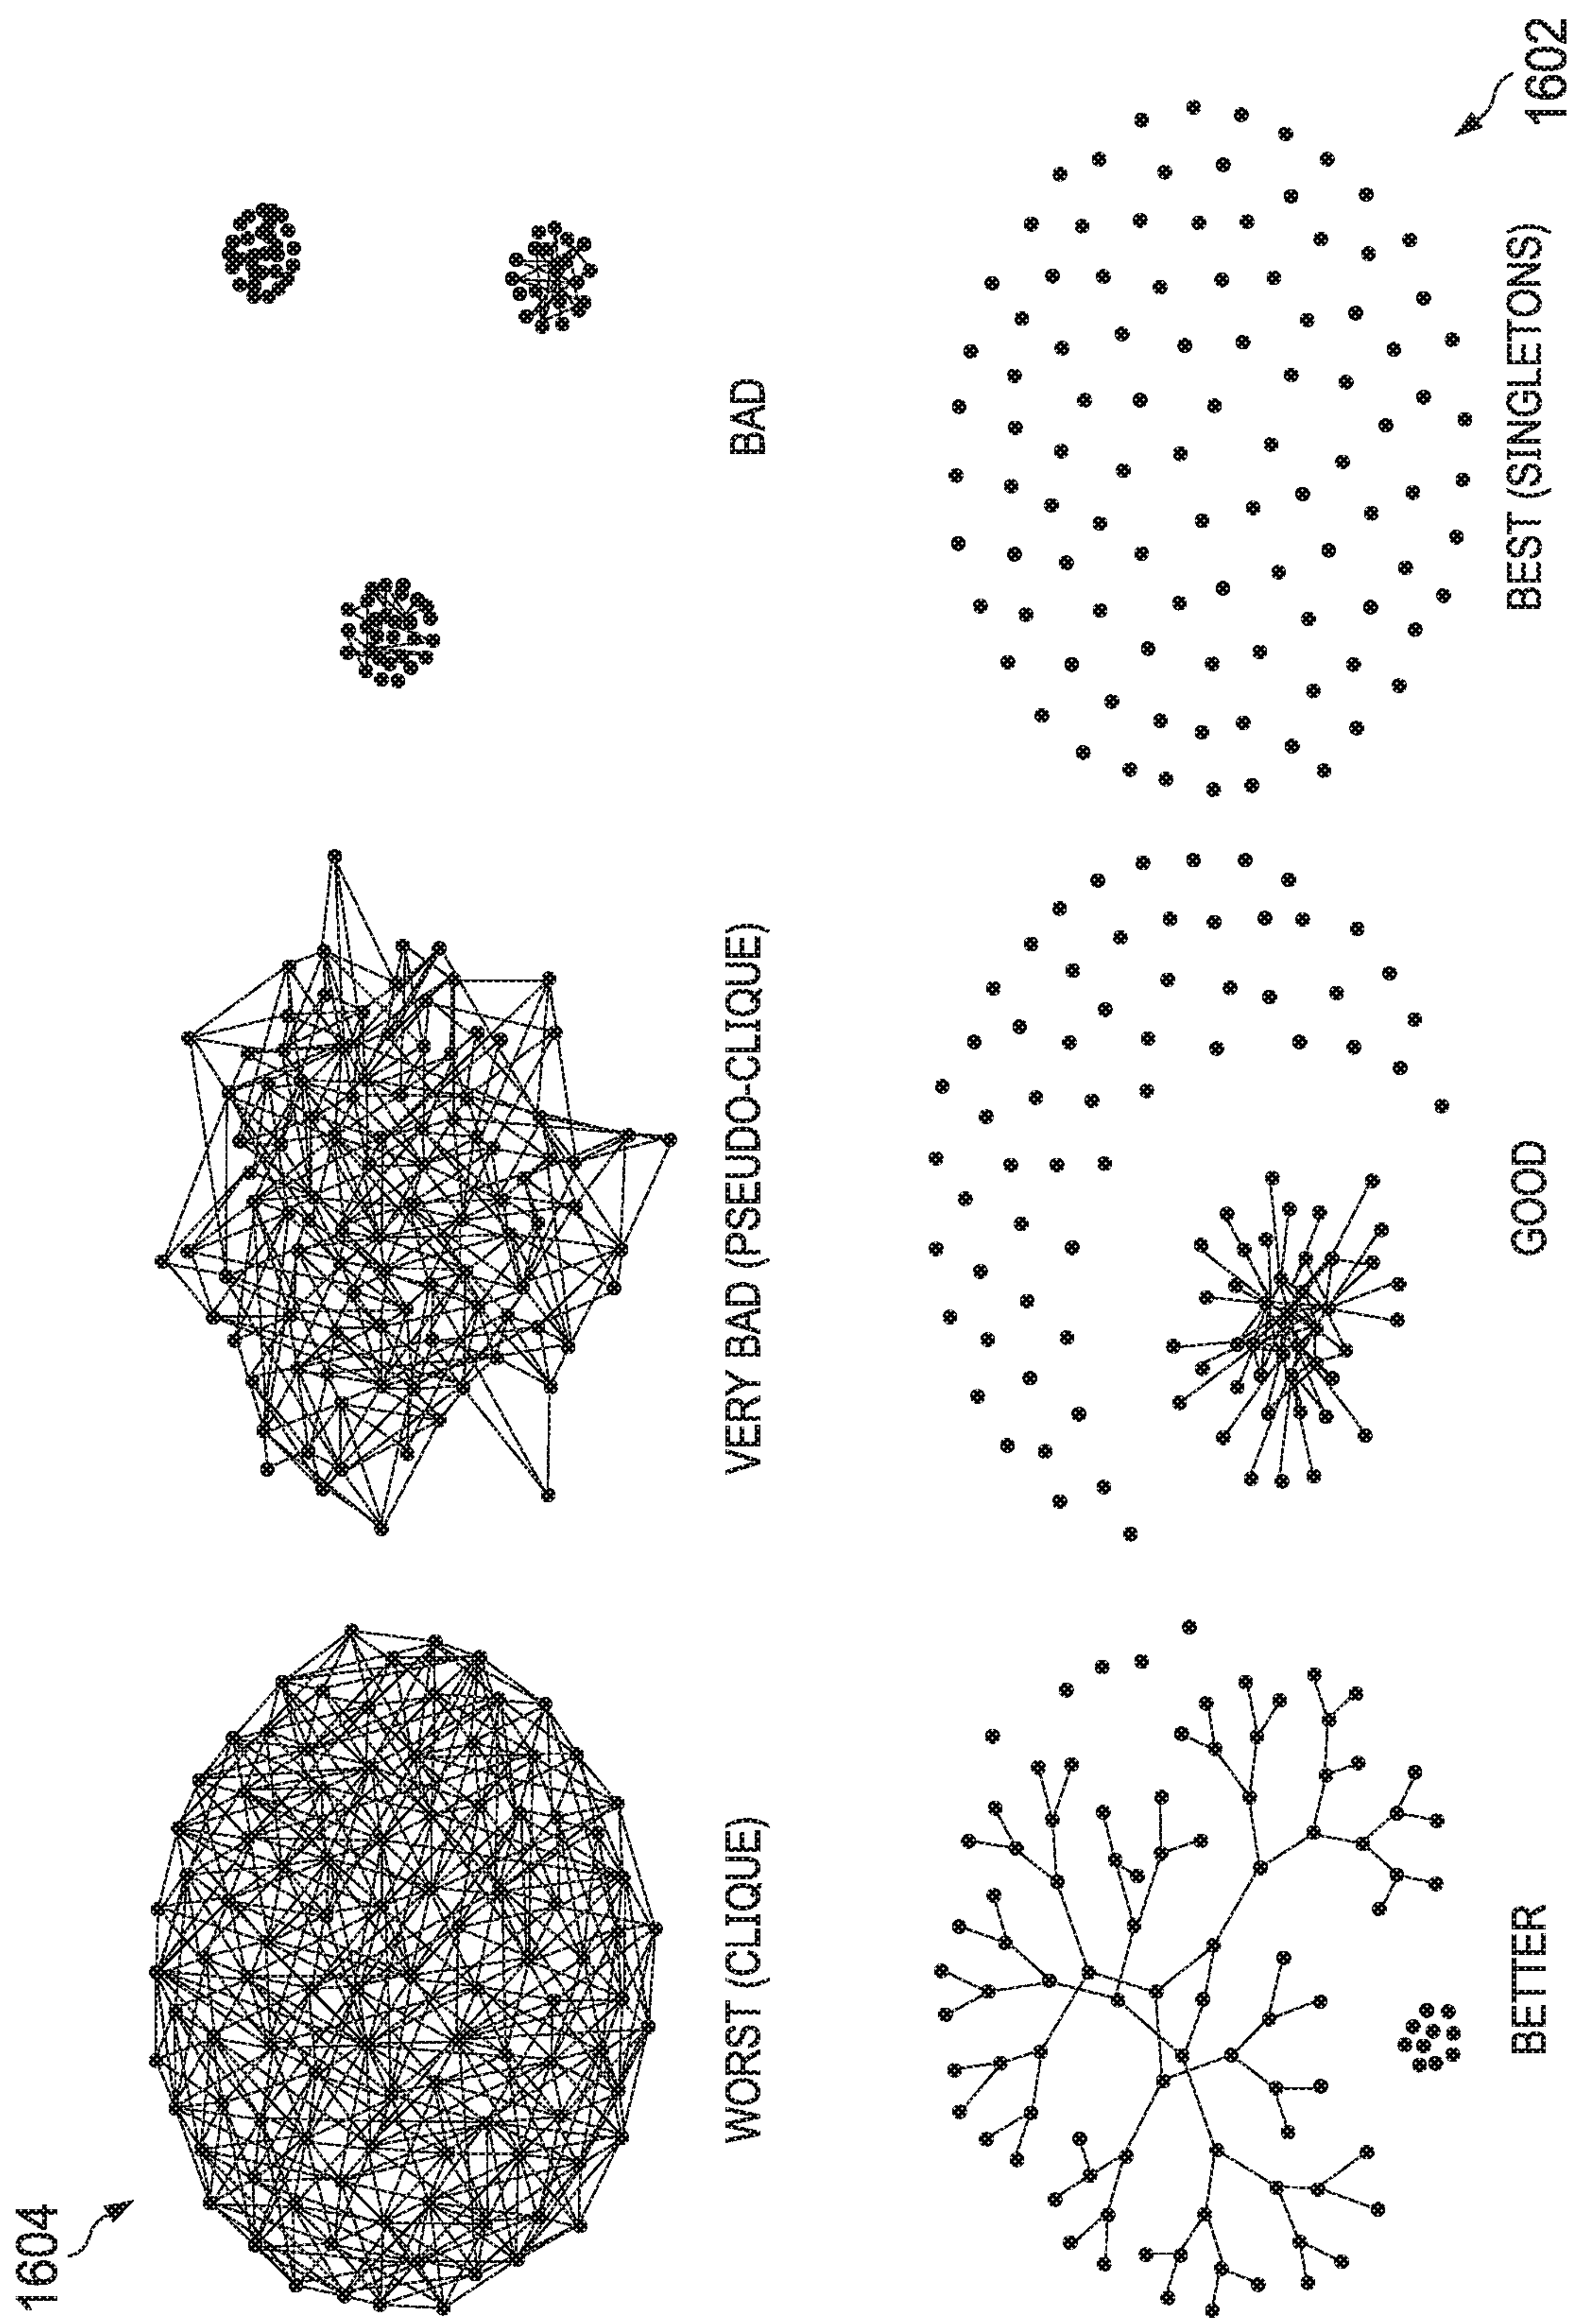 1604
WORST (CLIQUE)
VERY BAD (PSEUDO-CLIQUE)
BAD
BETTER
GOOD
BEST (SINGLETONS)
1602